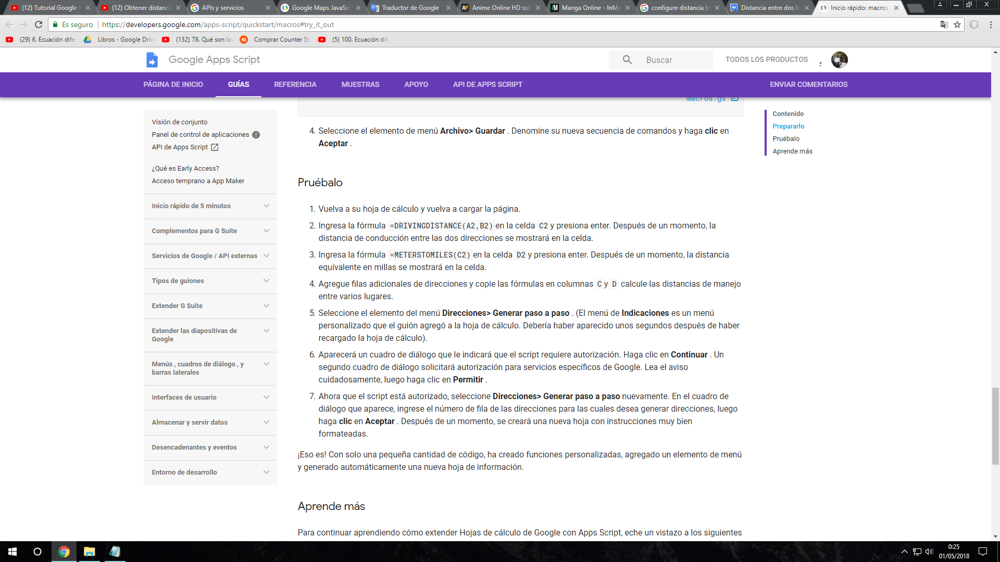 (12) Tutorial Google
(12) Obtener distanci
APIs y servicios
Google Maps JavaScr
Traductor de Google
Anime Online HD sub
Manga Online - InMa
configure distancia b
Distancia entre dos lu
Inicio rápido: macros,
Es seguro
https://developers.google.com/apps-script/quickstart/macros#try_it_out
(29) 6. Ecuación dife
Libros - Google Driv
(132) 78. Qué son la
IG
Comprar Counter St
(5) 100. Ecuación dif
Google Apps Script
Buscar
TODOS LOS PRODUCTOS
PÁGINA DE INICIO
GUÍAS
REFERENCIA
MUESTRAS
APOYO
API DE APPS SCRIPT
ENVIAR COMENTARIOS
Visión de conjunto
Panel de control de aplicaciones
API de Apps Script
¿Qué es Early Access?
Acceso temprano a App Maker
Inicio rápido de 5 minutos
Complementos para G Suite
Servicios de Google / API externas
Tipos de guiones
Extender G Suite
Extender las diapositivas de
Google
Menús , cuadros de diálogo , y
barras laterales
Interfaces de usuario
Almacenar y servir datos
Desencadenantes y eventos
Entorno de desarrollo
macros.gs
4. Seleccione el elemento de menú Archivo> Guardar . Denomine su nueva secuencia de comandos y haga clic en
Aceptar .
Pruébalo
1. Vuelva a su hoja de cálculo y vuelva a cargar la página.
2. Ingresa la fórmula =DRIVINGDISTANCE(A2,B2) en la celda C2 y presiona enter. Después de un momento, la
distancia de conducción entre las dos direcciones se mostrará en la celda.
3. Ingresa la fórmula =METERSTOMILES(C2) en la celda D2 y presiona enter. Después de un momento, la distancia
equivalente en millas se mostrará en la celda.
4. Agregue filas adicionales de direcciones y copie las fórmulas en columnas C y D calcule las distancias de manejo
entre varios lugares.
5. Seleccione el elemento del menú Direcciones> Generar paso a paso . (El menú de Indicaciones es un menú
personalizado que el guión agregó a la hoja de cálculo. Debería haber aparecido unos segundos después de haber
recargado la hoja de cálculo).
6. Aparecerá un cuadro de diálogo que le indicará que el script requiere autorización. Haga clic en Continuar . Un
segundo cuadro de diálogo solicitará autorización para servicios específicos de Google. Lea el aviso
cuidadosamente, luego haga clic en Permitir .
7. Ahora que el script está autorizado, seleccione Direcciones> Generar paso a paso nuevamente. En el cuadro de
diálogo que aparece, ingrese el número de fila de las direcciones para las cuales desea generar direcciones, luego
haga clic en Aceptar . Después de un momento, se creará una nueva hoja con instrucciones muy bien
formateadas.
¡Eso es! Con solo una pequeña cantidad de código, ha creado funciones personalizadas, agregado un elemento de menú
y generado automáticamente una nueva hoja de información.
Aprende más
Para continuar aprendiendo cómo extender Hojas de cálculo de Google con Apps Script, eche un vistazo a los siguientes
Contenido
Prepararlo
Pruébalo
Aprende más
0:25
01/05/2018